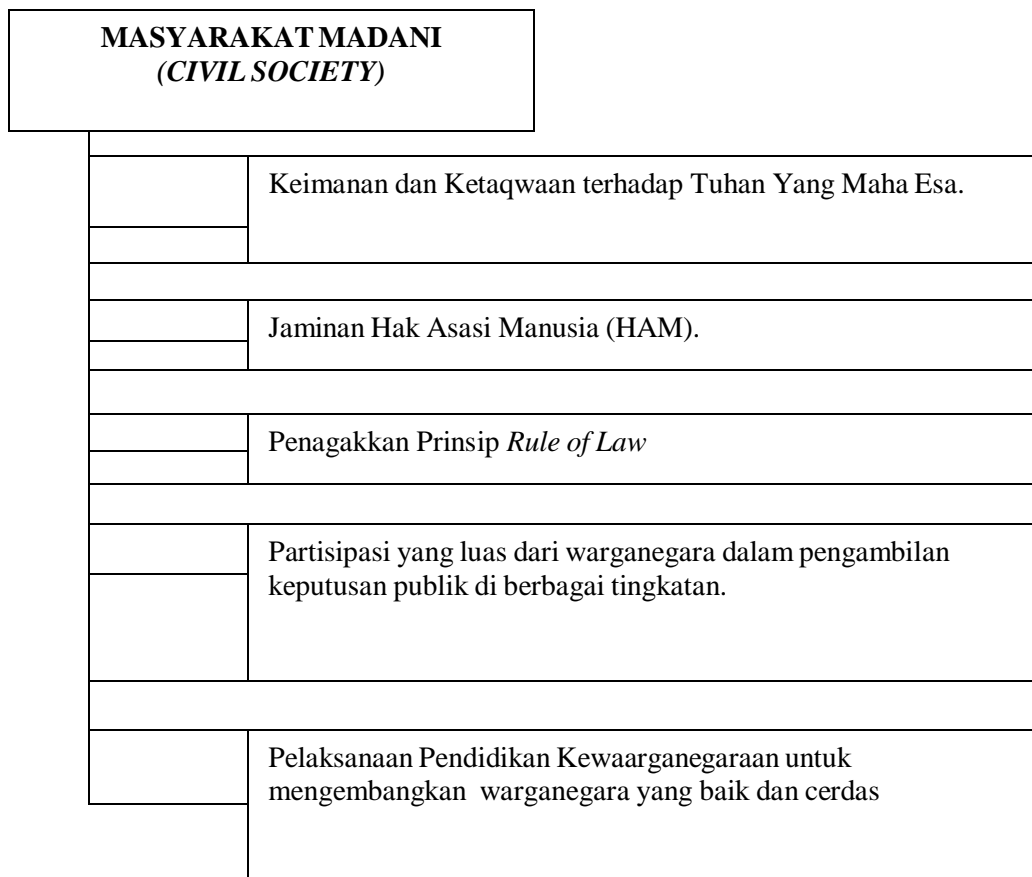 MASYARAKAT MADANI
(CIVIL SOCIETY)
Keimanan dan Ketaqwaan terhadap Tuhan Yang Maha Esa.
Jaminan Hak Asasi Manusia (HAM).
Penagakkan Prinsip Rule of Law
Partisipasi yang luas dari warganegara dalam pengambilan
keputusan publik di berbagai tingkatan.
Pelaksanaan Pendidikan Kewaarganegaraan untuk
mengembangkan warganegara yang baik dan cerdas